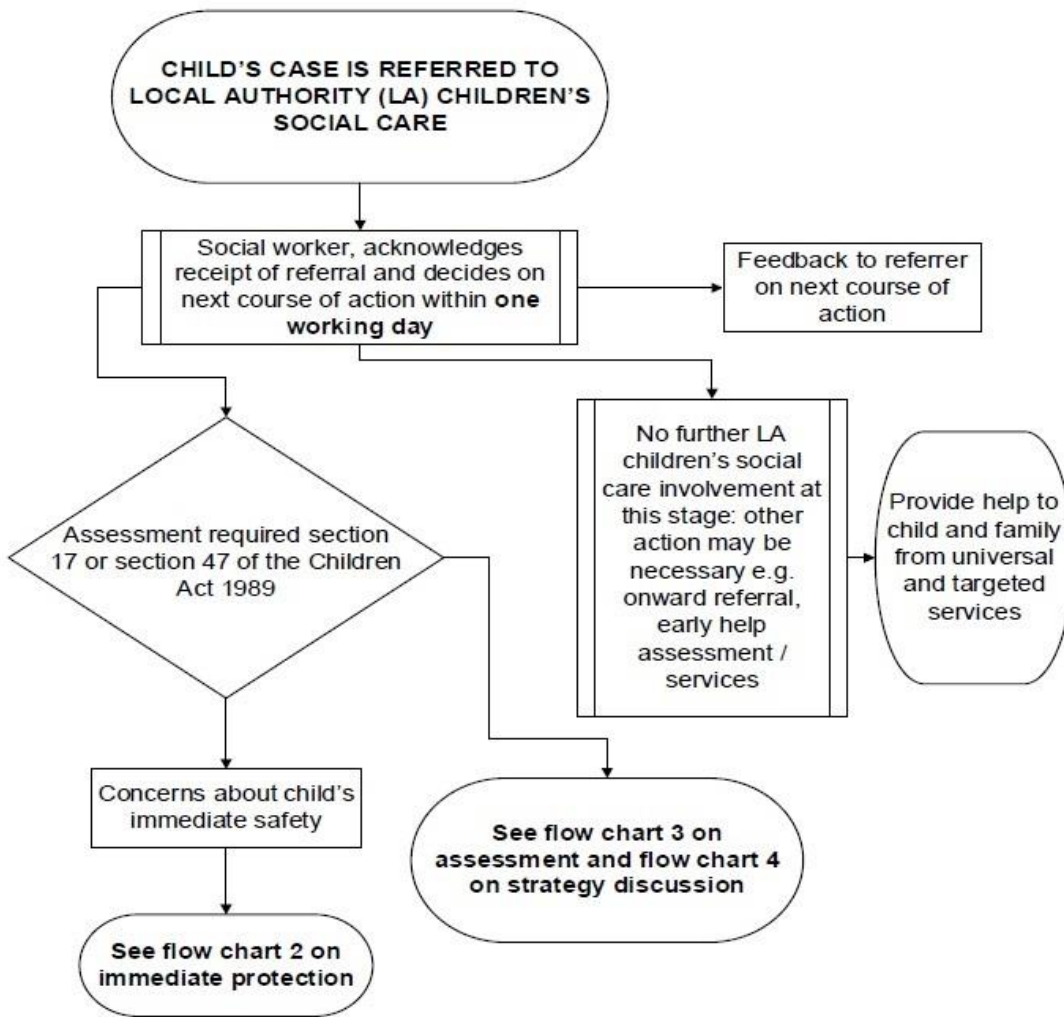 CHILD'S CASE IS REFERRED TO
LOCAL AUTHORITY (LA) CHILDREN'S
SOCIAL CARE
Social worker, acknowledges
receipt of referral and decides on
next course of action within one
working day
Feedback to referrer
on next course of
action
No further LA
children's social
care involvement at
this stage: other
action may be
necessary e.g.
onward referral,
early help
assessment /
services
Provide help to
child and family
from universal
and targeted
services
Assessment required section
17 or section 47 of the Children
Act 1989
Concerns about child's
immediate safety
See flow chart 3 on
assessment and flow chart 4
on strategy discussion
See flow chart 2 on
immediate protection